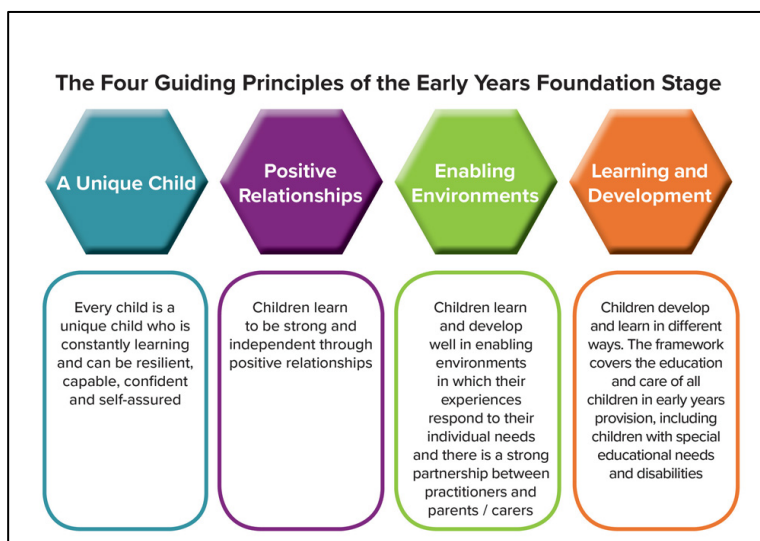 The Four Guiding Principles of the Early Years Foundation Stage
A Unique Child
Positive
Relationships
Enabling
Environments
Learning and
Development
Every child is a
unique child who is
constantly learning
and can be resilient,
capable, confident
and self-assured
Children learn
to be strong and
independent through
positive relationships
Children learn
and develop
well in enabling
environments
in which their
experiences
respond to their
individual needs
and there is a strong
partnership between
practitioners and
parents / carers
Children develop
and learn in different
ways. The framework
covers the education
and care of all
children in early years
provision, including
children with special
educational needs
and disabilities